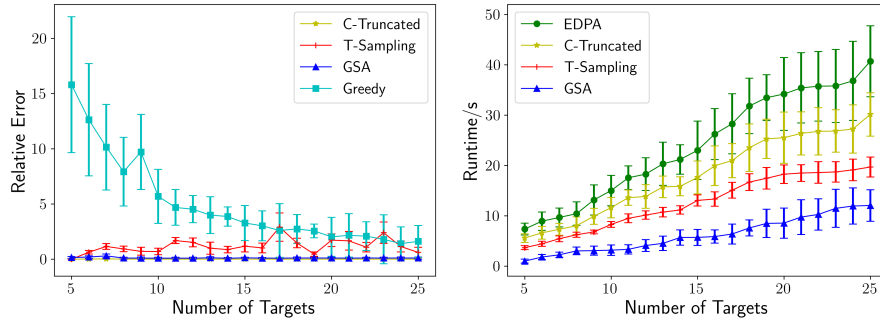 C-Truncated
T-Sampling
GSA
Greedy
Relative Error
20
15
10
5
0
5 10 15 20 25
Number of Targets
EDPA
C-Truncated
T-Sampling
GSA
Runtime/s
50
40
30
20
10
0
5 10 15 20 25
Number of Targets